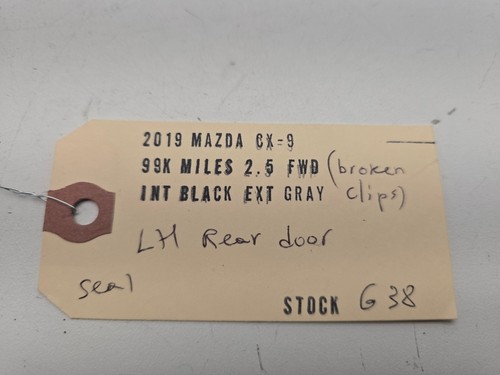 2019 MAZDA CX-9
99K MILES 2.5 FWD (broken
INT BLACK EXT GRAY clips)
LH Rear door
seal
STOCK G38